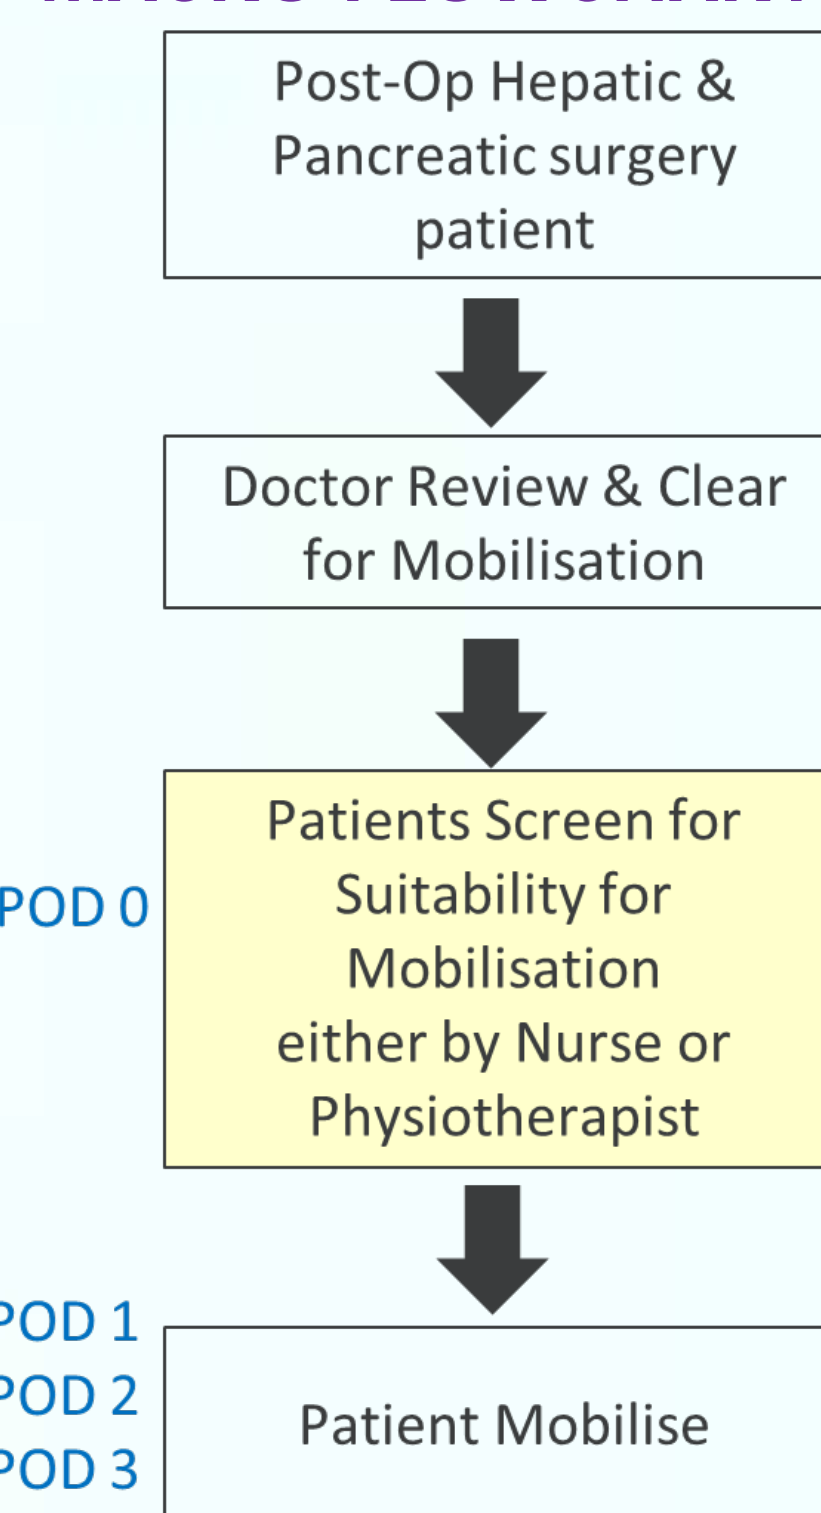 Post-Op Hepatic &
Pancreatic surgery
patient
Doctor Review & Clear
for Mobilisation
POD 0
Patients Screen for
Suitability for
Mobilisation
either by Nurse or
Physiotherapist
POD 1
POD 2
POD 3
Patient Mobilise